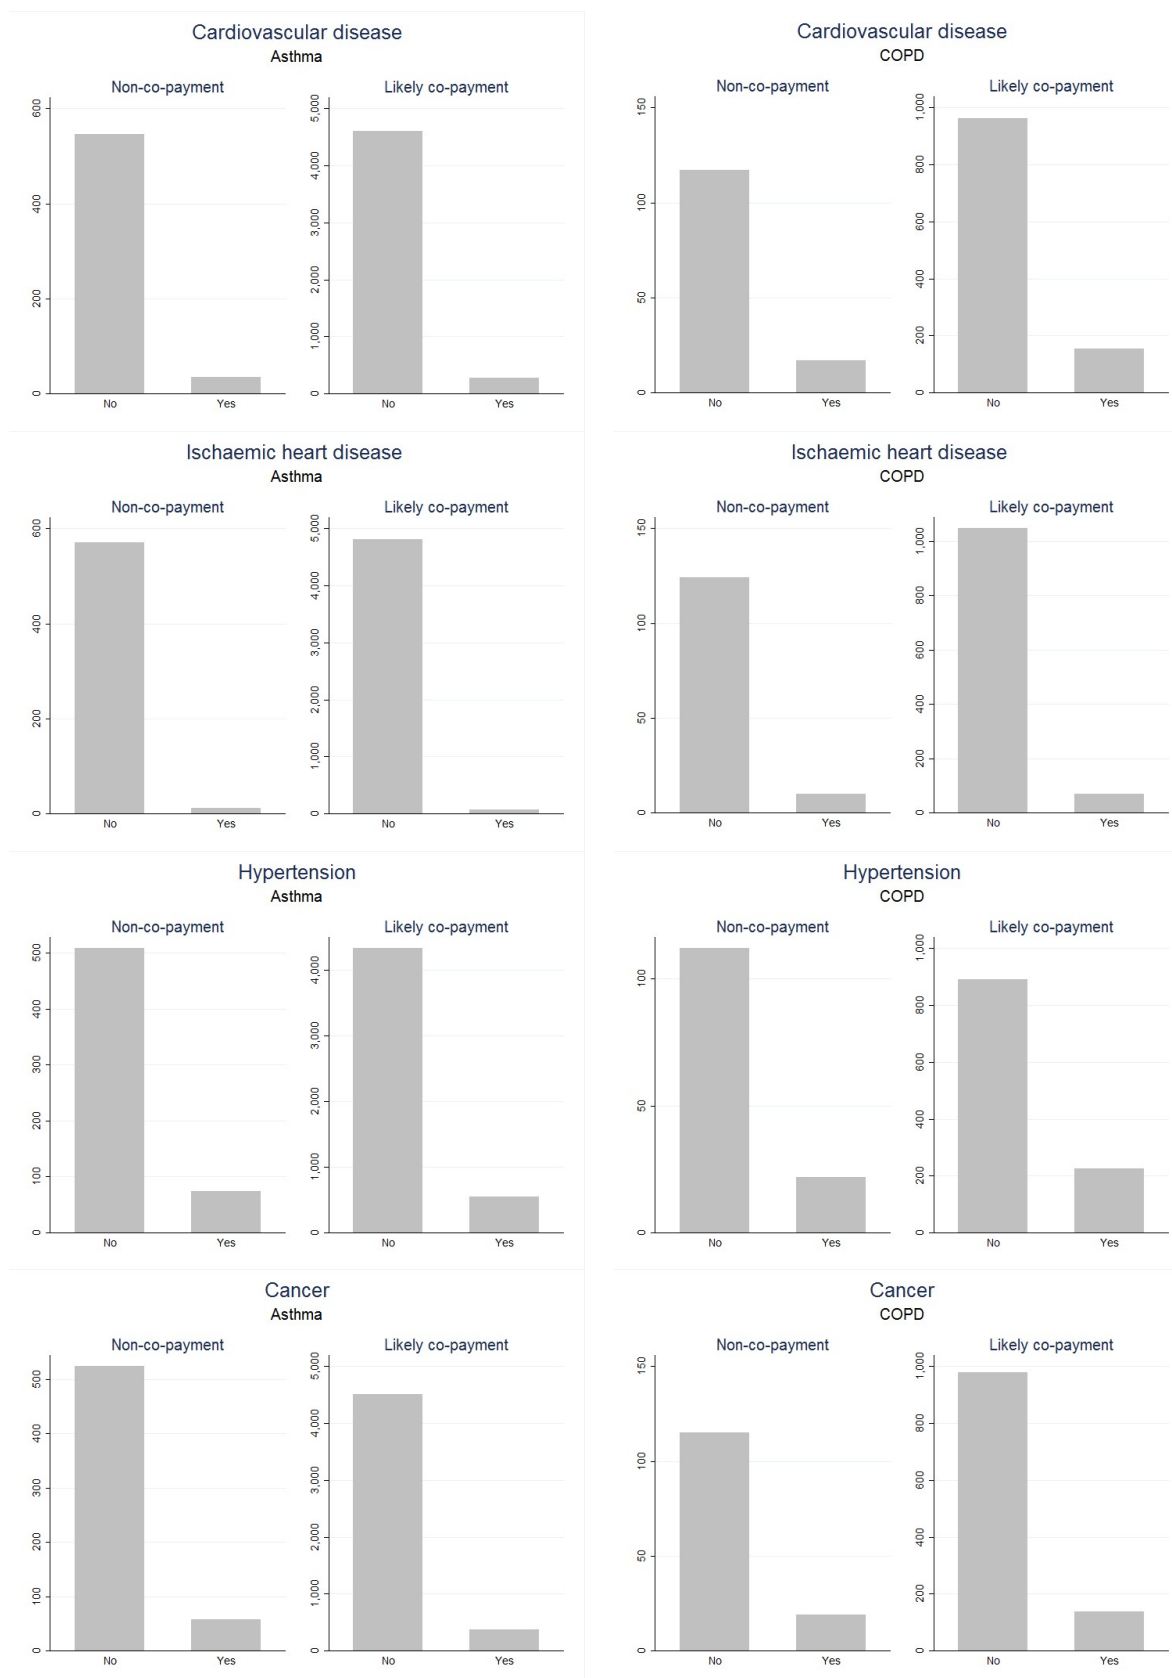 Cardiovascular disease
Asthma
Non-co-payment
Likely co-payment
600
400
200
0
No
Yes
5,000
4,000
3,000
2,000
1,000
0
No
Yes
Cardiovascular disease
COPD
Non-co-payment
Likely co-payment
150
100
50
0
No
Yes
1,000
800
600
400
200
0
No
Yes
Ischaemic heart disease
Asthma
Non-co-payment
Likely co-payment
600
400
200
0
No
Yes
5,000
4,000
3,000
2,000
1,000
0
No
Yes
Ischaemic heart disease
COPD
Non-co-payment
Likely co-payment
150
100
50
0
No
Yes
1,000
800
600
400
200
0
No
Yes
Hypertension
Asthma
Non-co-payment
Likely co-payment
500
400
300
200
100
0
No
Yes
4,000
3,000
2,000
1,000
0
No
Yes
Hypertension
COPD
Non-co-payment
Likely co-payment
100
50
0
No
Yes
1,000
800
600
400
200
0
No
Yes
Cancer
Asthma
Non-co-payment
Likely co-payment
500
400
300
200
100
0
No
Yes
5,000
4,000
3,000
2,000
1,000
0
No
Yes
Cancer
COPD
Non-co-payment
Likely co-payment
150
100
50
0
No
Yes
1,000
800
600
400
200
0
No
Yes